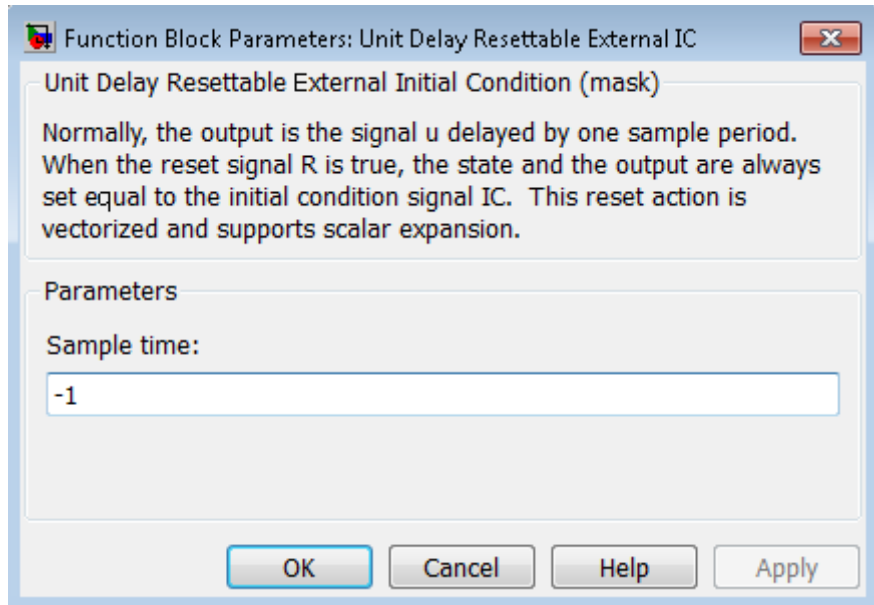 Function Block Parameters: Unit Delay Resettable External IC
Unit Delay Resettable External Initial Condition (mask)
Normally, the output is the signal u delayed by one sample period.
When the reset signal R is true, the state and the output are always
set equal to the initial condition signal IC.  This reset action is
vectorized and supports scalar expansion.
Parameters
Sample time:
-1
OK Cancel Help Apply